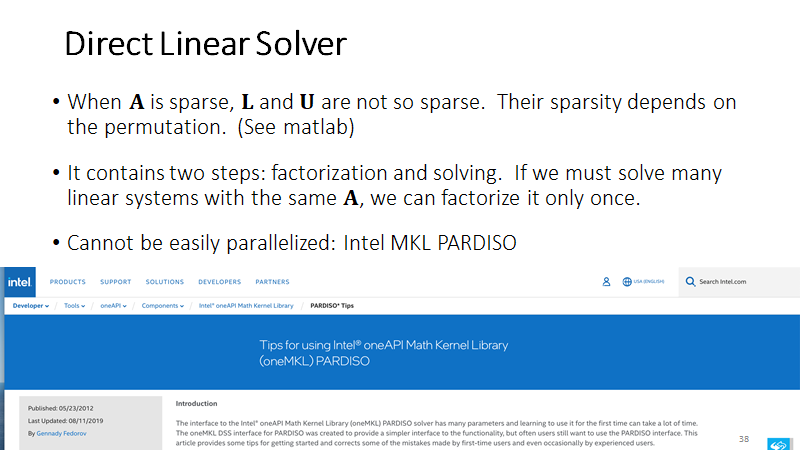 Direct Linear Solver
• When A is sparse, L and U are not so sparse. Their sparsity depends on
the permutation. (See matlab)
• It contains two steps: factorization and solving. If we must solve many
linear systems with the same A, we can factorize it only once.
• Cannot be easily parallelized: Intel MKL PARDISO
intel. PRODUCTS SUPPORT SOLUTIONS DEVELOPERS PARTNERS USA (ENGLISH) Search Intel.com
Developer / Tools / oneAPI / Components / Intel® oneAPI Math Kernel Library / PARDISO* Tips
Tips for using Intel® oneAPI Math Kernel Library
(oneMKL) PARDISO
Published: 05/23/2012
Last Updated: 08/11/2019
By Gennady Fedorov
Introduction
The interface to the Intel® oneAPI Math Kernel Library (oneMKL) PARDISO solver has many parameters and learning to use it for the first time can take a lot of time.
The oneMKL DSS interface for PARDISO was created to provide a simpler interface to the functionality, but often users still want to use the PARDISO interface. This
article provides some tips for getting started and corrects some of the mistakes made by first-time users and even occasionally by experienced users.
38